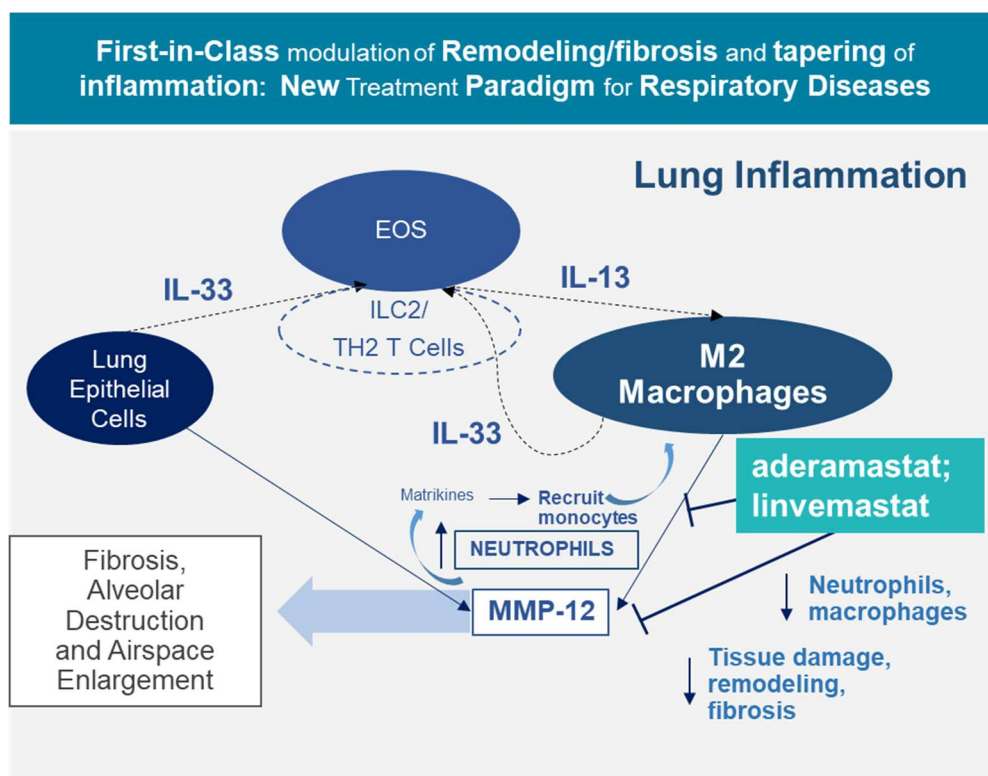 First-in-Class modulation of Remodeling/fibrosis and tapering of
inflammation: New Treatment Paradigm for Respiratory Diseases
Lung Inflammation
EOS
IL-33
IL-13
ILC2/
TH2 T Cells
Lung
Epithelial
Cells
M2
Macrophages
IL-33
aderamastat;
linvemastat
Matrikines
Recruit
monocytes
NEUTROPHILS
MMP-12
Fibrosis,
Alveolar
Destruction
and Airspace
Enlargement
Neutrophils,
macrophages
Tissue damage,
remodeling,
fibrosis